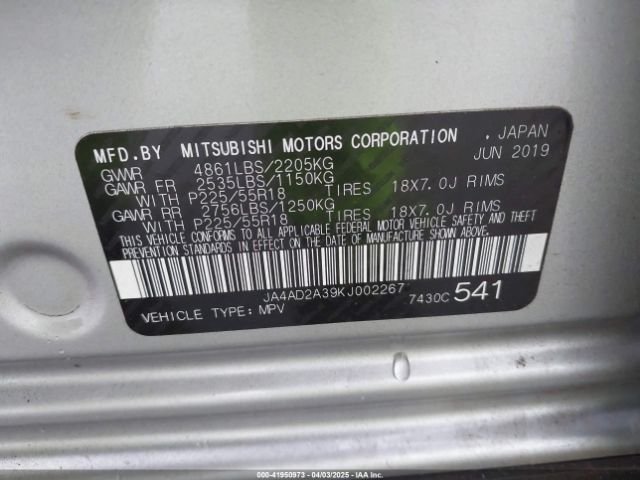 MFD.BY MITSUBISHI MOTORS CORPORATION . JAPAN
GVWR 4861LBS/2205KG JUN 2019
GAWR FR 2535LBS/1150KG
WITH P225/55R18 TIRES 18X7.0J RIMS
GAWR RR 2756LBS/1250KG
WITH P225/55R18 TIRES 18X7.0J RIMS
THIS VEHICLE CONFORMS TO ALL APPLICABLE FEDERAL MOTOR VEHICLE SAFETY AND THEFT
PREVENTION STANDARDS IN EFFECT ON THE DATE OF MANUFACTURE SHOWN ABOVE.
JA4AD2A39KJ002267
VEHICLE TYPE: MPV 7430C 541
000-41950973 - 04/03/2025 - IAA Inc.